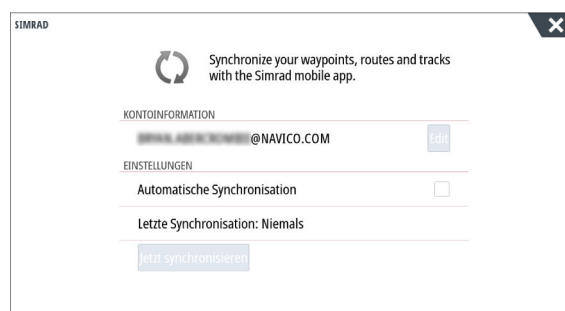 SIMRAD
Synchronize your waypoints, routes and tracks
with the Simrad mobile app.
KONTOINFORMATION
@NAVICO.COM
Edit
EINSTELLUNGEN
Automatische Synchronisation
Letzte Synchronisation: Niemals
Jetzt synchronisieren